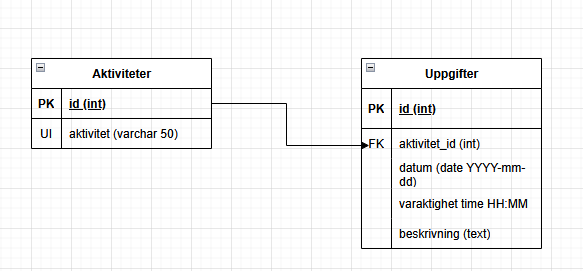 Aktiviteter
PK id (int)
UI aktivitet (varchar 50)
Uppgifter
PK id (int)
FK aktivitet_id (int)
datum (date YYYY-mm-
dd)
varaktighet time HH:MM
beskrivning (text)